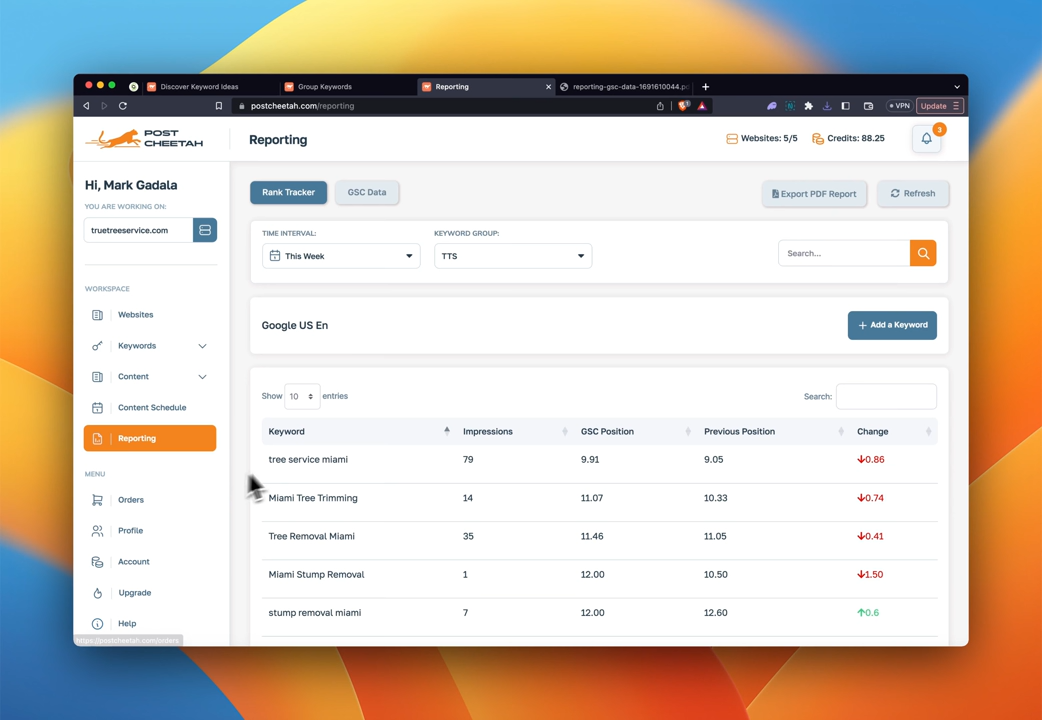 Discover Keyword Ideas
Group Keywords
Reporting
reporting-gsc-data-1691610044.pd
postcheetah.com/reporting
VPN
Update
POST
CHEETAH
Reporting
Websites: 5/5
Credits: 88.25
3
Hi, Mark Gadala
YOU ARE WORKING ON:
truetreeservice.com
WORKSPACE
Websites
Keywords
Content
Content Schedule
Reporting
MENU
Orders
Profile
Account
Upgrade
Help
https://postcheetah.com/orders
Rank Tracker
GSC Data
Export PDF Report
Refresh
TIME INTERVAL:
This Week
KEYWORD GROUP:
TTS
Search...
Google US En
+ Add a Keyword
Show 10 entries
Search:
Keyword Impressions GSC Position Previous Position Change
tree service miami 79 9.91 9.05 ↓0.86
Miami Tree Trimming 14 11.07 10.33 ↓0.74
Tree Removal Miami 35 11.46 11.05 ↓0.41
Miami Stump Removal 1 12.00 10.50 ↓1.50
stump removal miami 7 12.00 12.60 ↑0.6